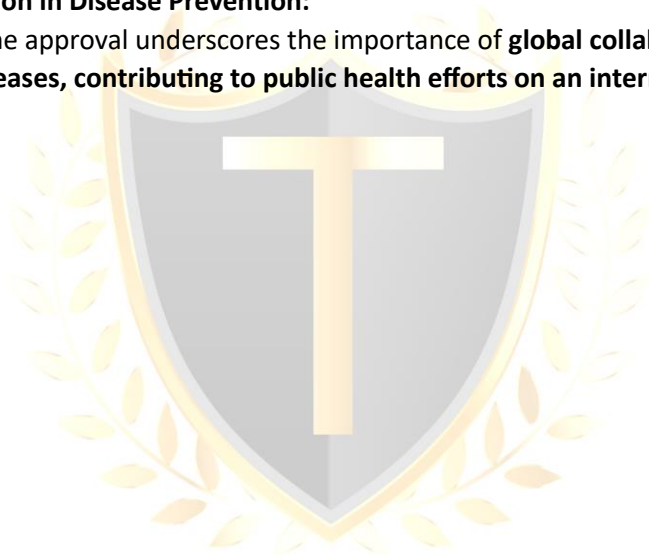 on in Disease Prevention:
ne approval underscores the importance of global colla
eases, contributing to public health efforts on an inter
T